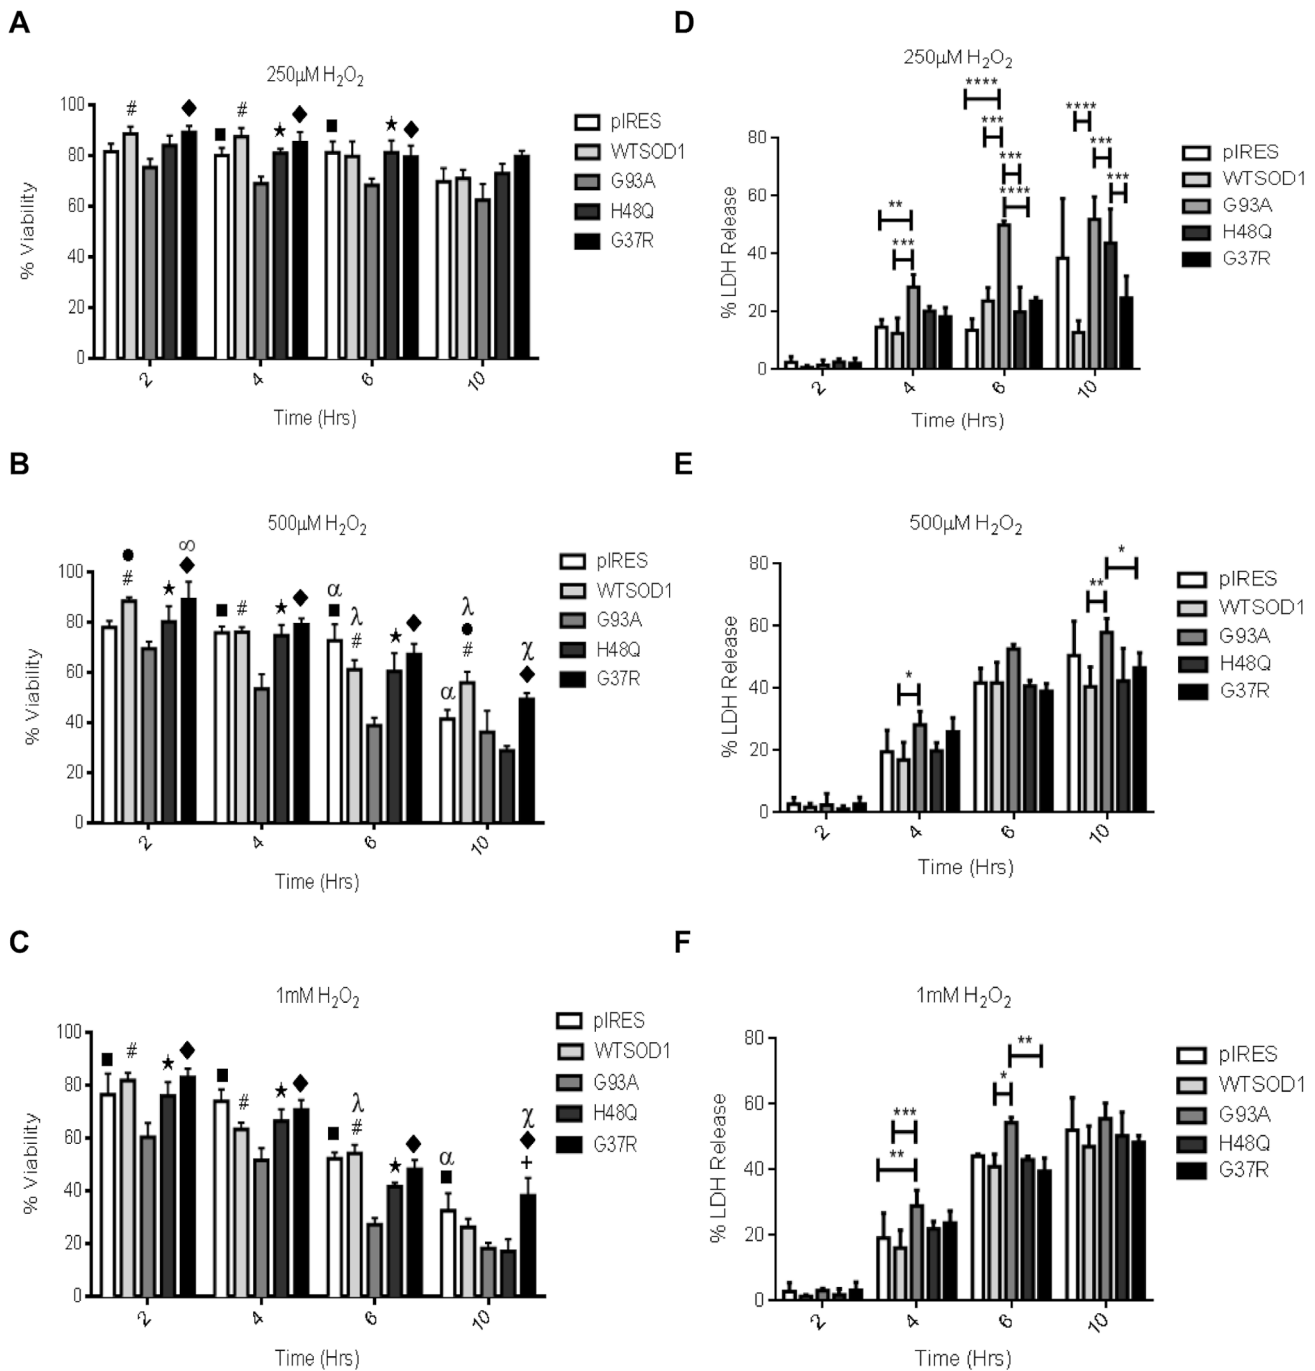 A
250µM H₂O₂
# ◆
■ # ★ ◆
■ ★ ◆
% Viability
100
80
60
40
20
0
2 4 6 10
Time (Hrs)
pIRES
WTSOD1
G93A
H48Q
G37R
D
250µM H₂O₂
** ***
**** *** *** ****
**** *** ***
% LDH Release
80
60
40
20
0
2 4 6 10
Time (Hrs)
pIRES
WTSOD1
G93A
H48Q
G37R
B
500µM H₂O₂
● # ★ ∞ ◆
■ # ★ ◆
α ■ λ # ★ ◆
α λ ● # χ ◆
% Viability
100
80
60
40
20
0
2 4 6 10
Time (Hrs)
pIRES
WTSOD1
G93A
H48Q
G37R
E
500µM H₂O₂
*
** *
% LDH Release
80
60
40
20
0
2 4 6 10
Time (Hrs)
pIRES
WTSOD1
G93A
H48Q
G37R
C
1mM H₂O₂
■ # ★ ◆
■ # ★ ◆
■ λ # ★ ◆
α ■ χ ◆ +
% Viability
100
80
60
40
20
0
2 4 6 10
Time (Hrs)
pIRES
WTSOD1
G93A
H48Q
G37R
F
1mM H₂O₂
*** **
* **
% LDH Release
80
60
40
20
0
2 4 6 10
Time (Hrs)
pIRES
WTSOD1
G93A
H48Q
G37R